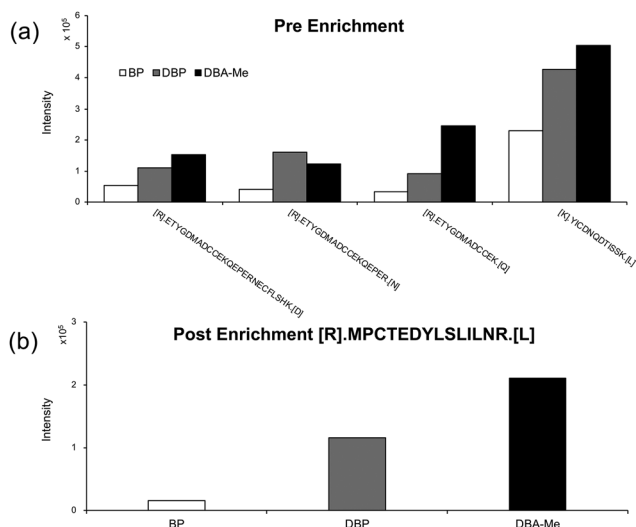 (a)
Pre Enrichment
x 10⁵
6
5
4
3
2
1
0
Intensity
BP DBP DBA-Me
[R].ETYGDMADCCEKQEPERNECFLSHK.[D]
[R].ETYGDMADCCEKQEPER.[N]
[R].ETYGDMADCCEK.[Q]
[K].YICDNQDTISSK.[L]
(b)
Post Enrichment [R].MPCTEDYLSLILNR.[L]
x10⁵
3
2
1
0
Intensity
BP DBP DBA-Me